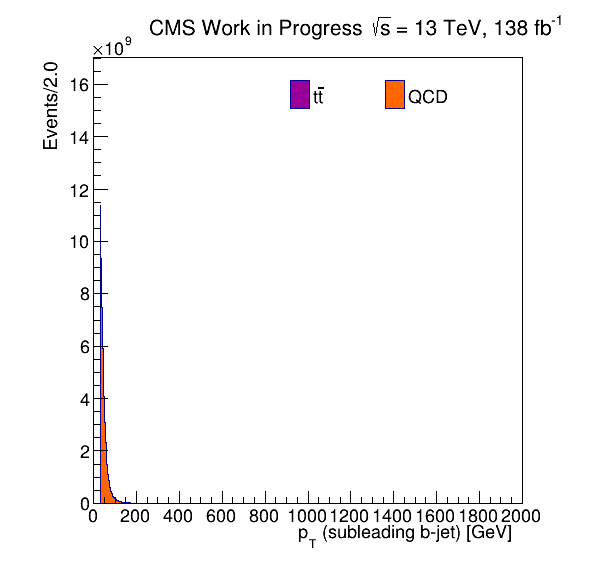 CMS Work in Progress √s = 13 TeV, 138 fb⁻¹
×10⁹
Events/2.0
tt̄
QCD
16
14
12
10
8
6
4
2
0
0 200 400 600 800 1000 1200 1400 1600 1800 2000
p_T (subleading b-jet) [GeV]